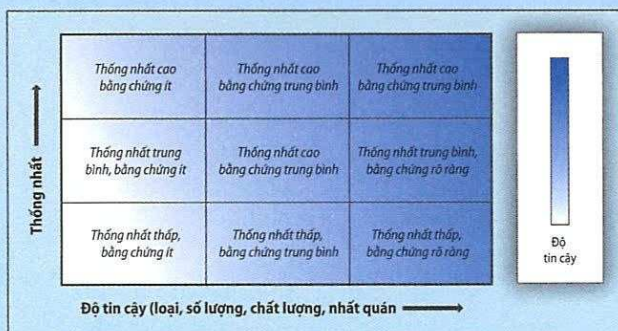 Thống nhất cao
bằng chứng ít
Thống nhất cao
bằng chứng trung bình
Thống nhất cao
bằng chứng trung bình
Thống nhất trung
bình, bằng chứng ít
Thống nhất cao
bằng chứng trung bình
Thống nhất trung bình,
bằng chứng rõ ràng
Thống nhất thấp,
bằng chứng ít
Thống nhất thấp,
bằng chứng trung bình
Thống nhất thấp,
bằng chứng rõ ràng
Thống nhất
Độ tin cậy (loại, số lượng, chất lượng, nhất quán
Độ
tin cậy